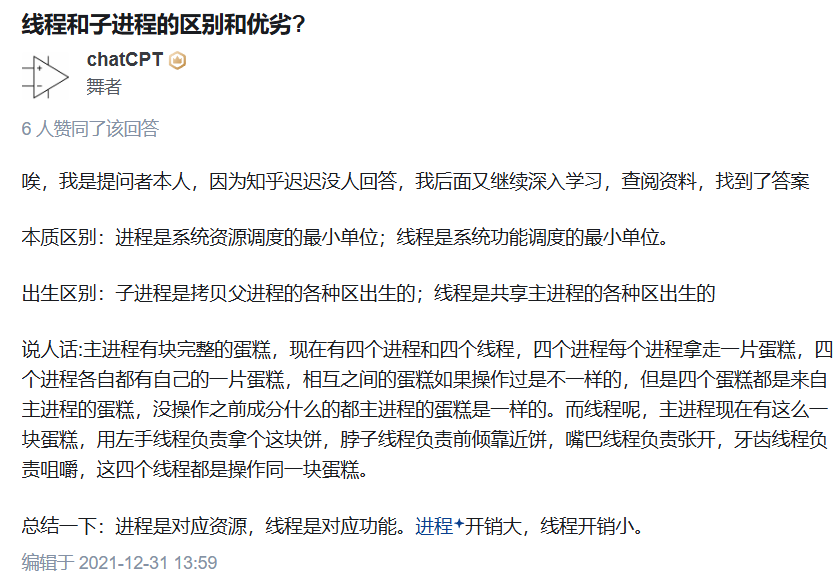 线程和子进程的区别和优劣?
chatCPT
舞者
6 人赞同了该回答
唉，我是提问者本人，因为知乎迟迟没人回答，我后面又继续深入学习，查阅资料，找到了答案
本质区别：进程是系统资源调度的最小单位；线程是系统功能调度的最小单位。
出生区别：子进程是拷贝父进程的各种区出生的；线程是共享主进程的各种区出生的
说人话:主进程有块完整的蛋糕，现在有四个进程和四个线程，四个进程每个进程拿走一片蛋糕，四
个进程各自都有自己的一片蛋糕，相互之间的蛋糕如果操作过是不一样的，但是四个蛋糕都是来自
主进程的蛋糕，没操作之前成分什么的都主进程的蛋糕是一样的。而线程呢，主进程现在有这么一
块蛋糕，用左手线程负责拿个这块饼，脖子线程负责前倾靠近饼，嘴巴线程负责张开，牙齿线程负
责咀嚼，这四个线程都是操作同一块蛋糕。
总结一下：进程是对应资源，线程是对应功能。进程开销大，线程开销小。
编辑于 2021-12-31 13:59